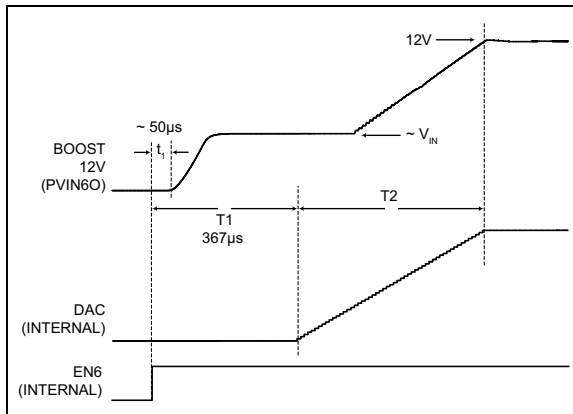 12V
~ 50µs
t1
~ VIN
BOOST
12V
(PVIN6O)
T1
367µs
T2
DAC
(INTERNAL)
EN6
(INTERNAL)